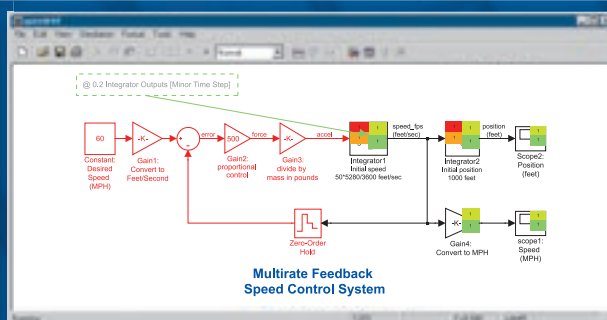 File Edit View Simulation Format Tools Help
Normal
@ 0.2 Integrator Outputs [Minor Time Step]
60
-K-
+
-
error
500
force
-K-
accel
speed_fps
(feet/sec)
position
(feet)
Constant:
Desired
Speed
(MPH)
Gain1:
Convert to
Feet/Second
Gain2:
proportional
control
Gain3:
divide by
mass in pounds
Integrator1
Initial speed
50*5280/3600 feet/sec
Integrator2
Initial position
1000 feet
Scope2:
Position
(feet)
Zero-Order
Hold
-K-
Gain4:
Convert to MPH
scope1:
Speed
(MPH)
Multirate Feedback
Speed Control System